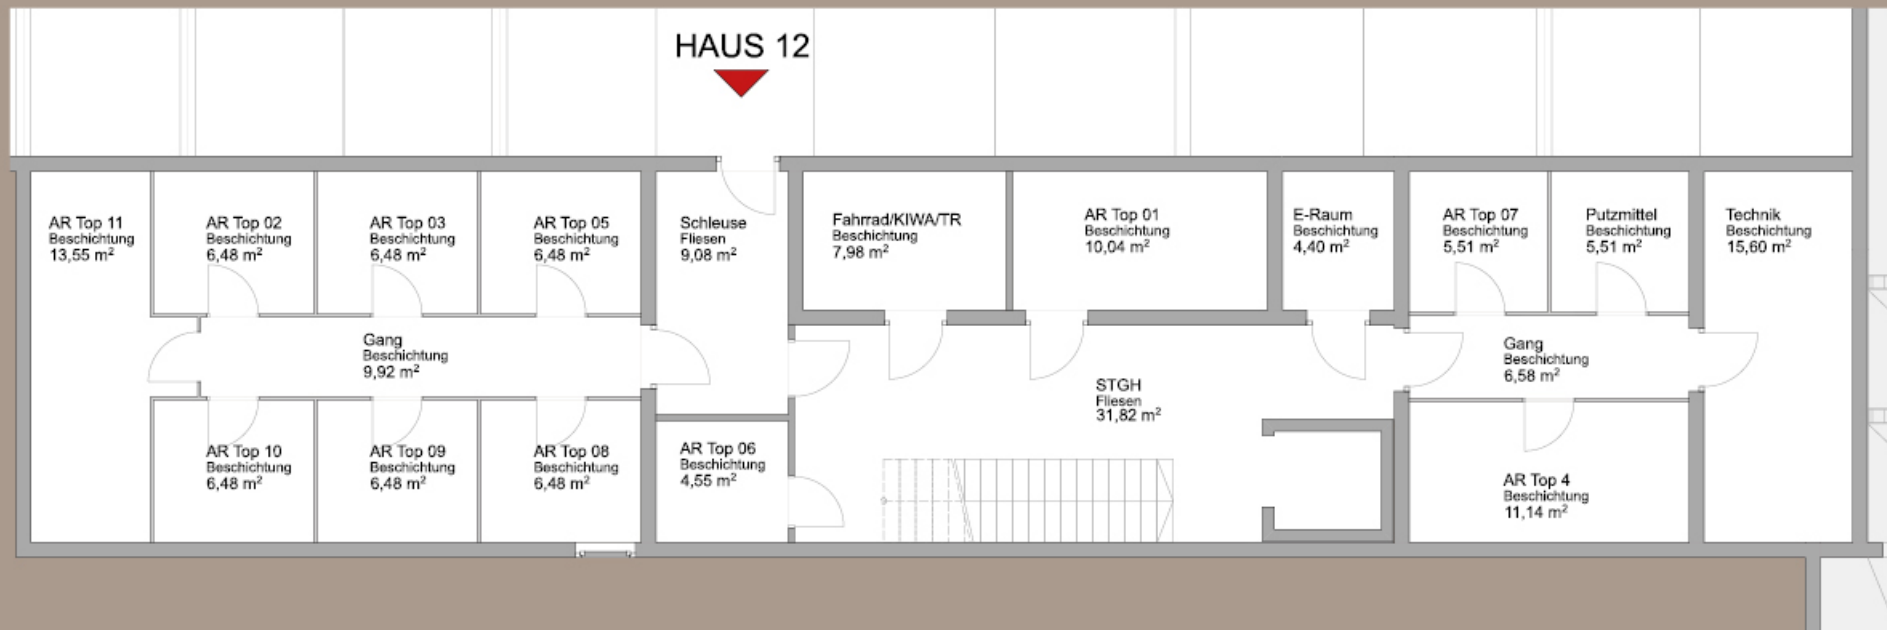 HAUS 12
AR Top 11
Beschichtung
13,55 m²
AR Top 02
Beschichtung
6,48 m²
AR Top 03
Beschichtung
6,48 m²
AR Top 05
Beschichtung
6,48 m²
Schleuse
Fliesen
9,08 m²
Fahrrad/KIWA/TR
Beschichtung
7,98 m²
AR Top 01
Beschichtung
10,04 m²
E-Raum
Beschichtung
4,40 m²
AR Top 07
Beschichtung
5,51 m²
Putzmittel
Beschichtung
5,51 m²
Technik
Beschichtung
15,60 m²
Gang
Beschichtung
9,92 m²
STGH
Fliesen
31,82 m²
Gang
Beschichtung
6,58 m²
AR Top 10
Beschichtung
6,48 m²
AR Top 09
Beschichtung
6,48 m²
AR Top 08
Beschichtung
6,48 m²
AR Top 06
Beschichtung
4,55 m²
AR Top 4
Beschichtung
11,14 m²